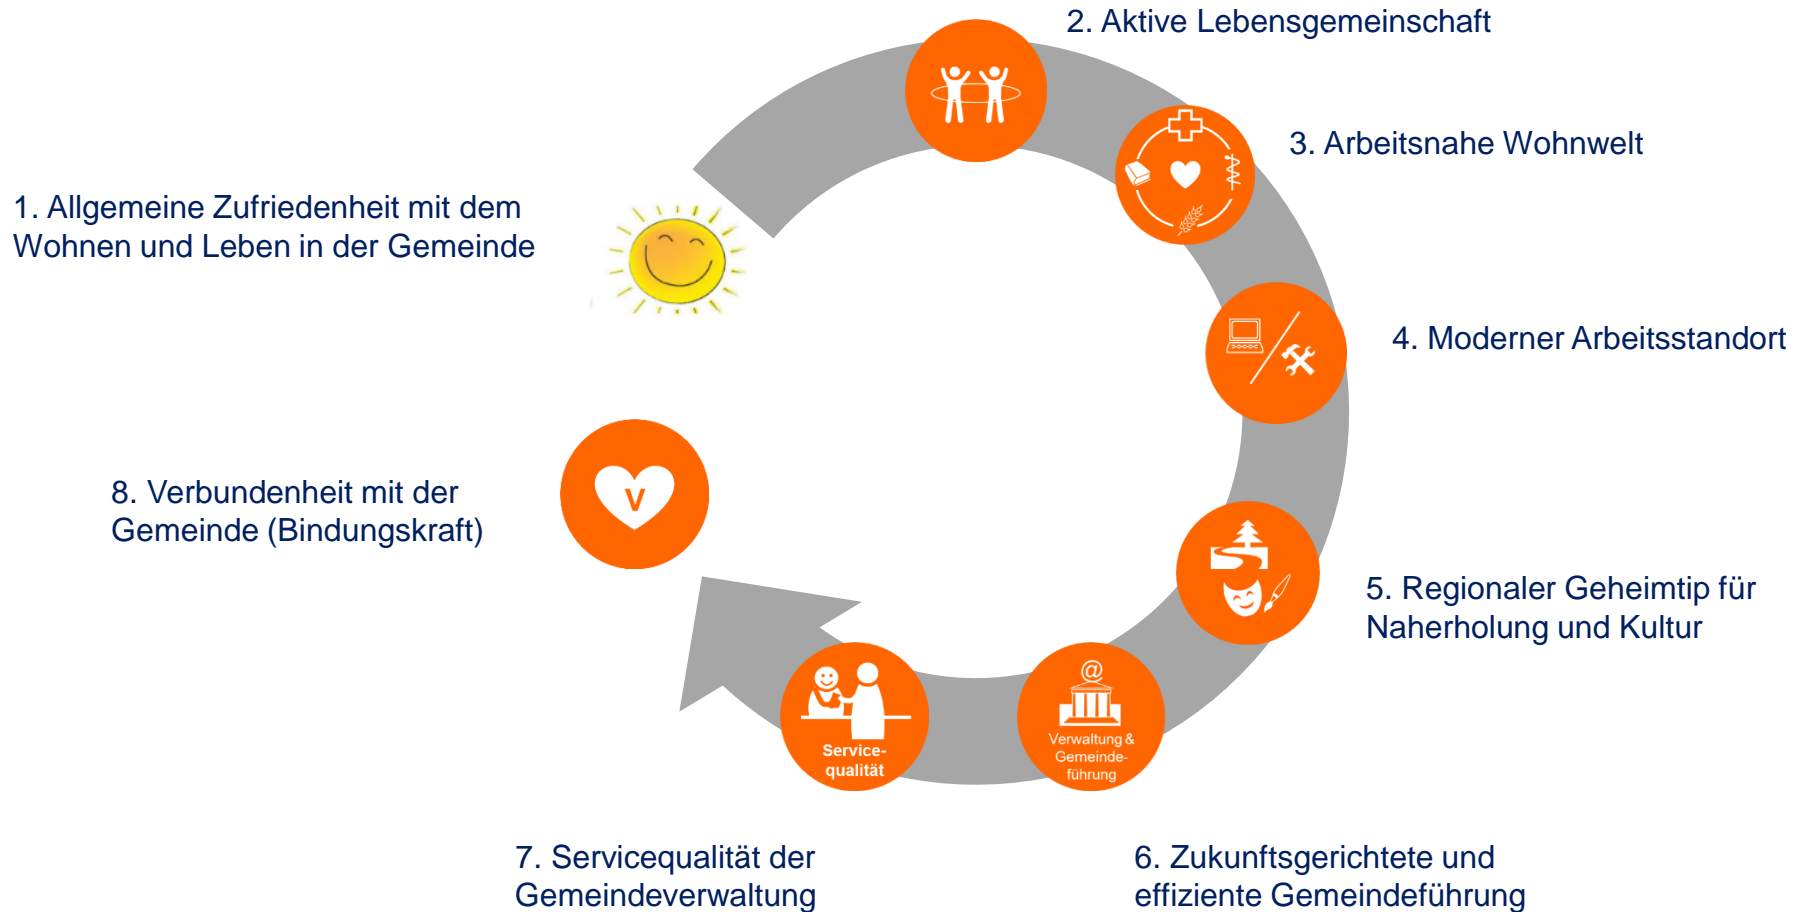 1. Allgemeine Zufriedenheit mit dem
Wohnen und Leben in der Gemeinde
2. Aktive Lebensgemeinschaft
3. Arbeitsnahe Wohnwelt
4. Moderner Arbeitsstandort
5. Regionaler Geheimtip für
Naherholung und Kultur
@
Verwaltung &
Gemeinde-
führung
6. Zukunftsgerichtete und
effiziente Gemeindeführung
Service-
qualität
7. Servicequalität der
Gemeindeverwaltung
V
8. Verbundenheit mit der
Gemeinde (Bindungskraft)